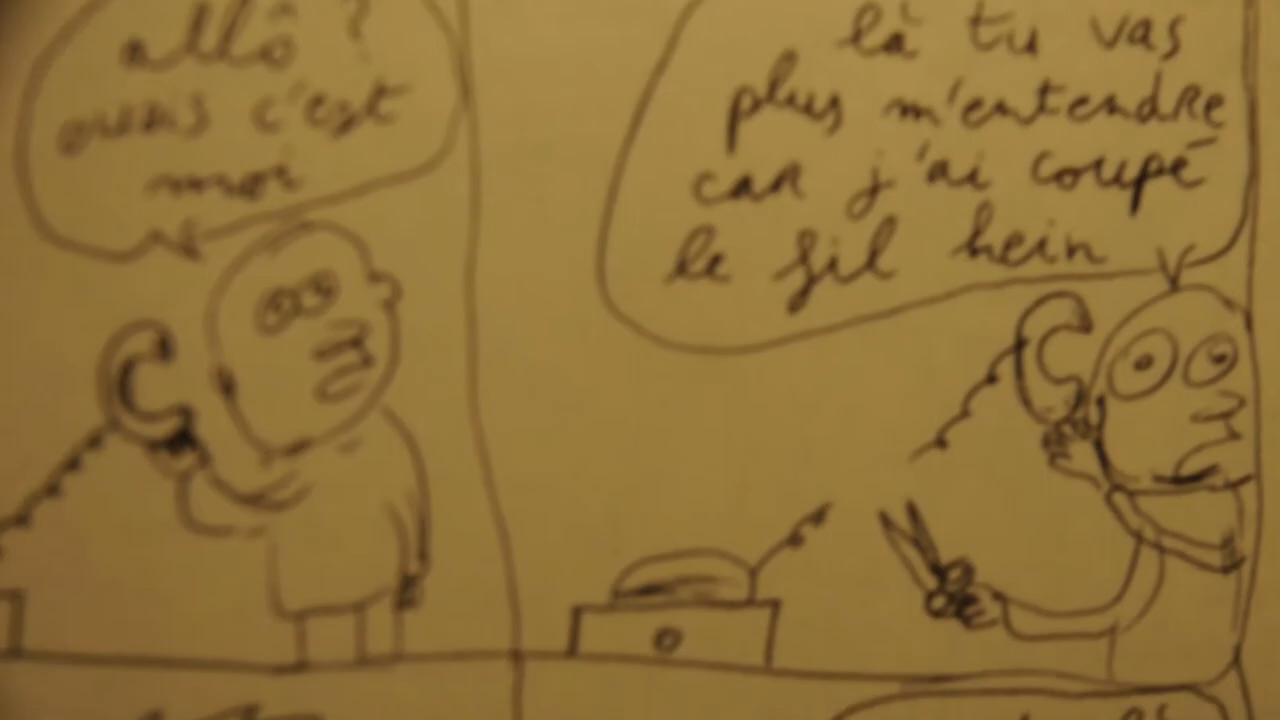 allô ?
ouais c'est
moi
là tu vas
plus m'entendre
car j'ai coupé
le fil hein